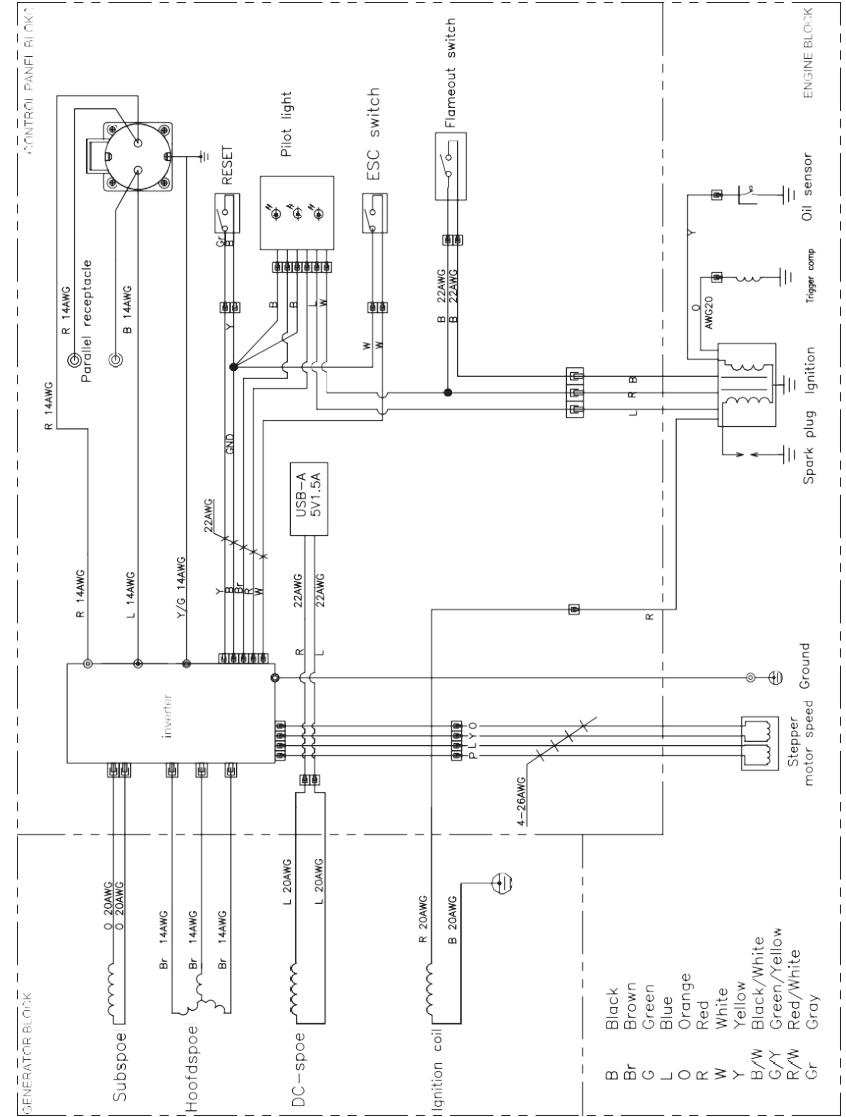 CONTROL PANEL BLOKC
ENGINE BLOCK
GENERATOR BLOCK
R 14AWG
B 14AWG
Parallel receptacle
R 14AWG
R 14AWG
L 14AWG
Y/G 14AWG
inverter
RESET
Gr
B
Y
GND
22AWG
Y
B
Br
R
W
Pilot light
B
B
L
W
ESC switch
W
W
Flameout switch
B 22AWG
B 22AWG
USB-A
5V1.5A
R 22AWG
L 22AWG
Oil sensor
Y
Trigger comp
O
AWG20
Ignition
B
R
L
Spark plug
R
Ground
Stepper
motor speed
P L Y O
4-26AWG
Subspoe
O 20AWG
O 20AWG
Hoofdspoe
Br 14AWG
Br 14AWG
Br 14AWG
DC-spoe
L 20AWG
L 20AWG
Ignition coil
R 20AWG
B 20AWG
B Black
Br Brown
G Green
L Blue
O Orange
R Red
W White
Y Yellow
B/W Black/White
G/Y Green/Yellow
R/W Red/White
Gr Gray